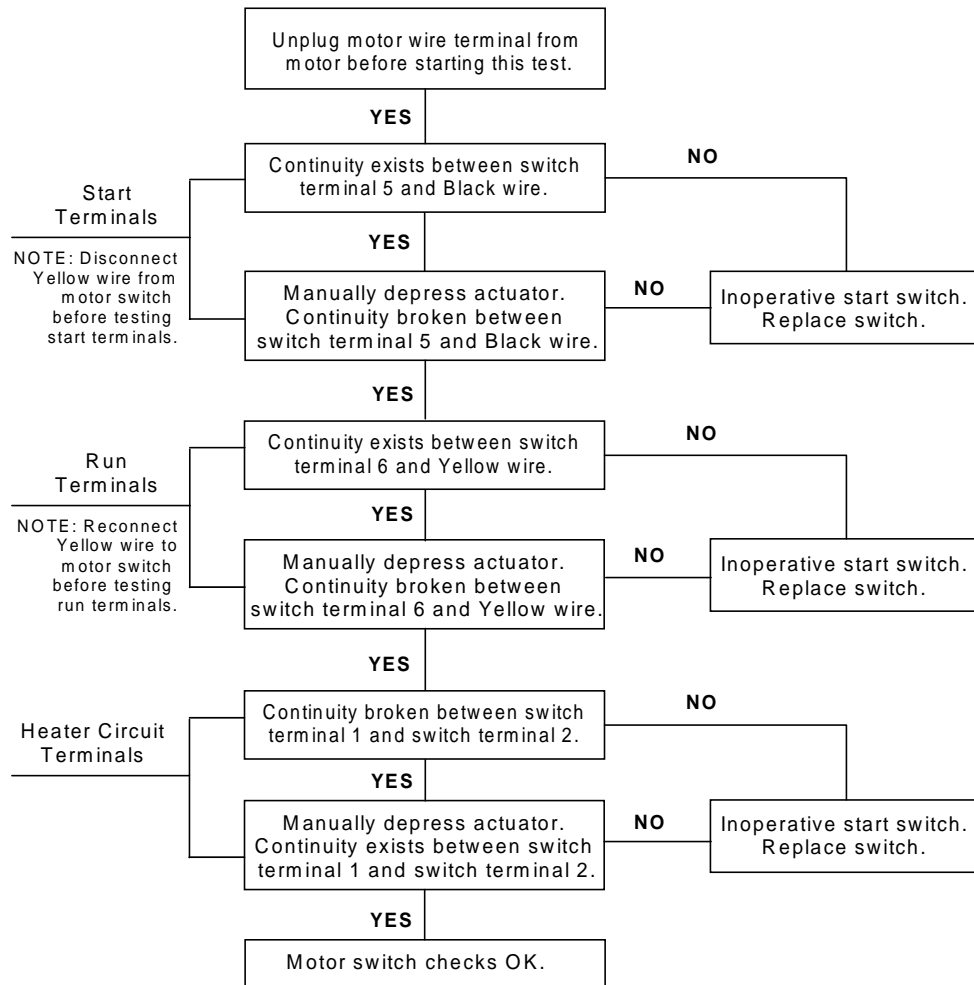 Unplug motor wire terminal from
motor before starting this test.
YES
Continuity exists between switch
terminal 5 and Black wire.
NO
Start
Terminals
NOTE: Disconnect
Yellow wire from
motor switch
before testing
start terminals.
YES
Manually depress actuator.
Continuity broken between
switch terminal 5 and Black wire.
NO
Inoperative start switch.
Replace switch.
YES
Continuity exists between switch
terminal 6 and Yellow wire.
NO
Run
Terminals
NOTE: Reconnect
Yellow wire to
motor switch
before testing
run terminals.
YES
Manually depress actuator.
Continuity broken between
switch terminal 6 and Yellow wire.
NO
Inoperative start switch.
Replace switch.
YES
Continuity broken between switch
terminal 1 and switch terminal 2.
NO
Heater Circuit
Terminals
YES
Manually depress actuator.
Continuity exists between switch
terminal 1 and switch terminal 2.
NO
Inoperative start switch.
Replace switch.
YES
Motor switch checks OK.